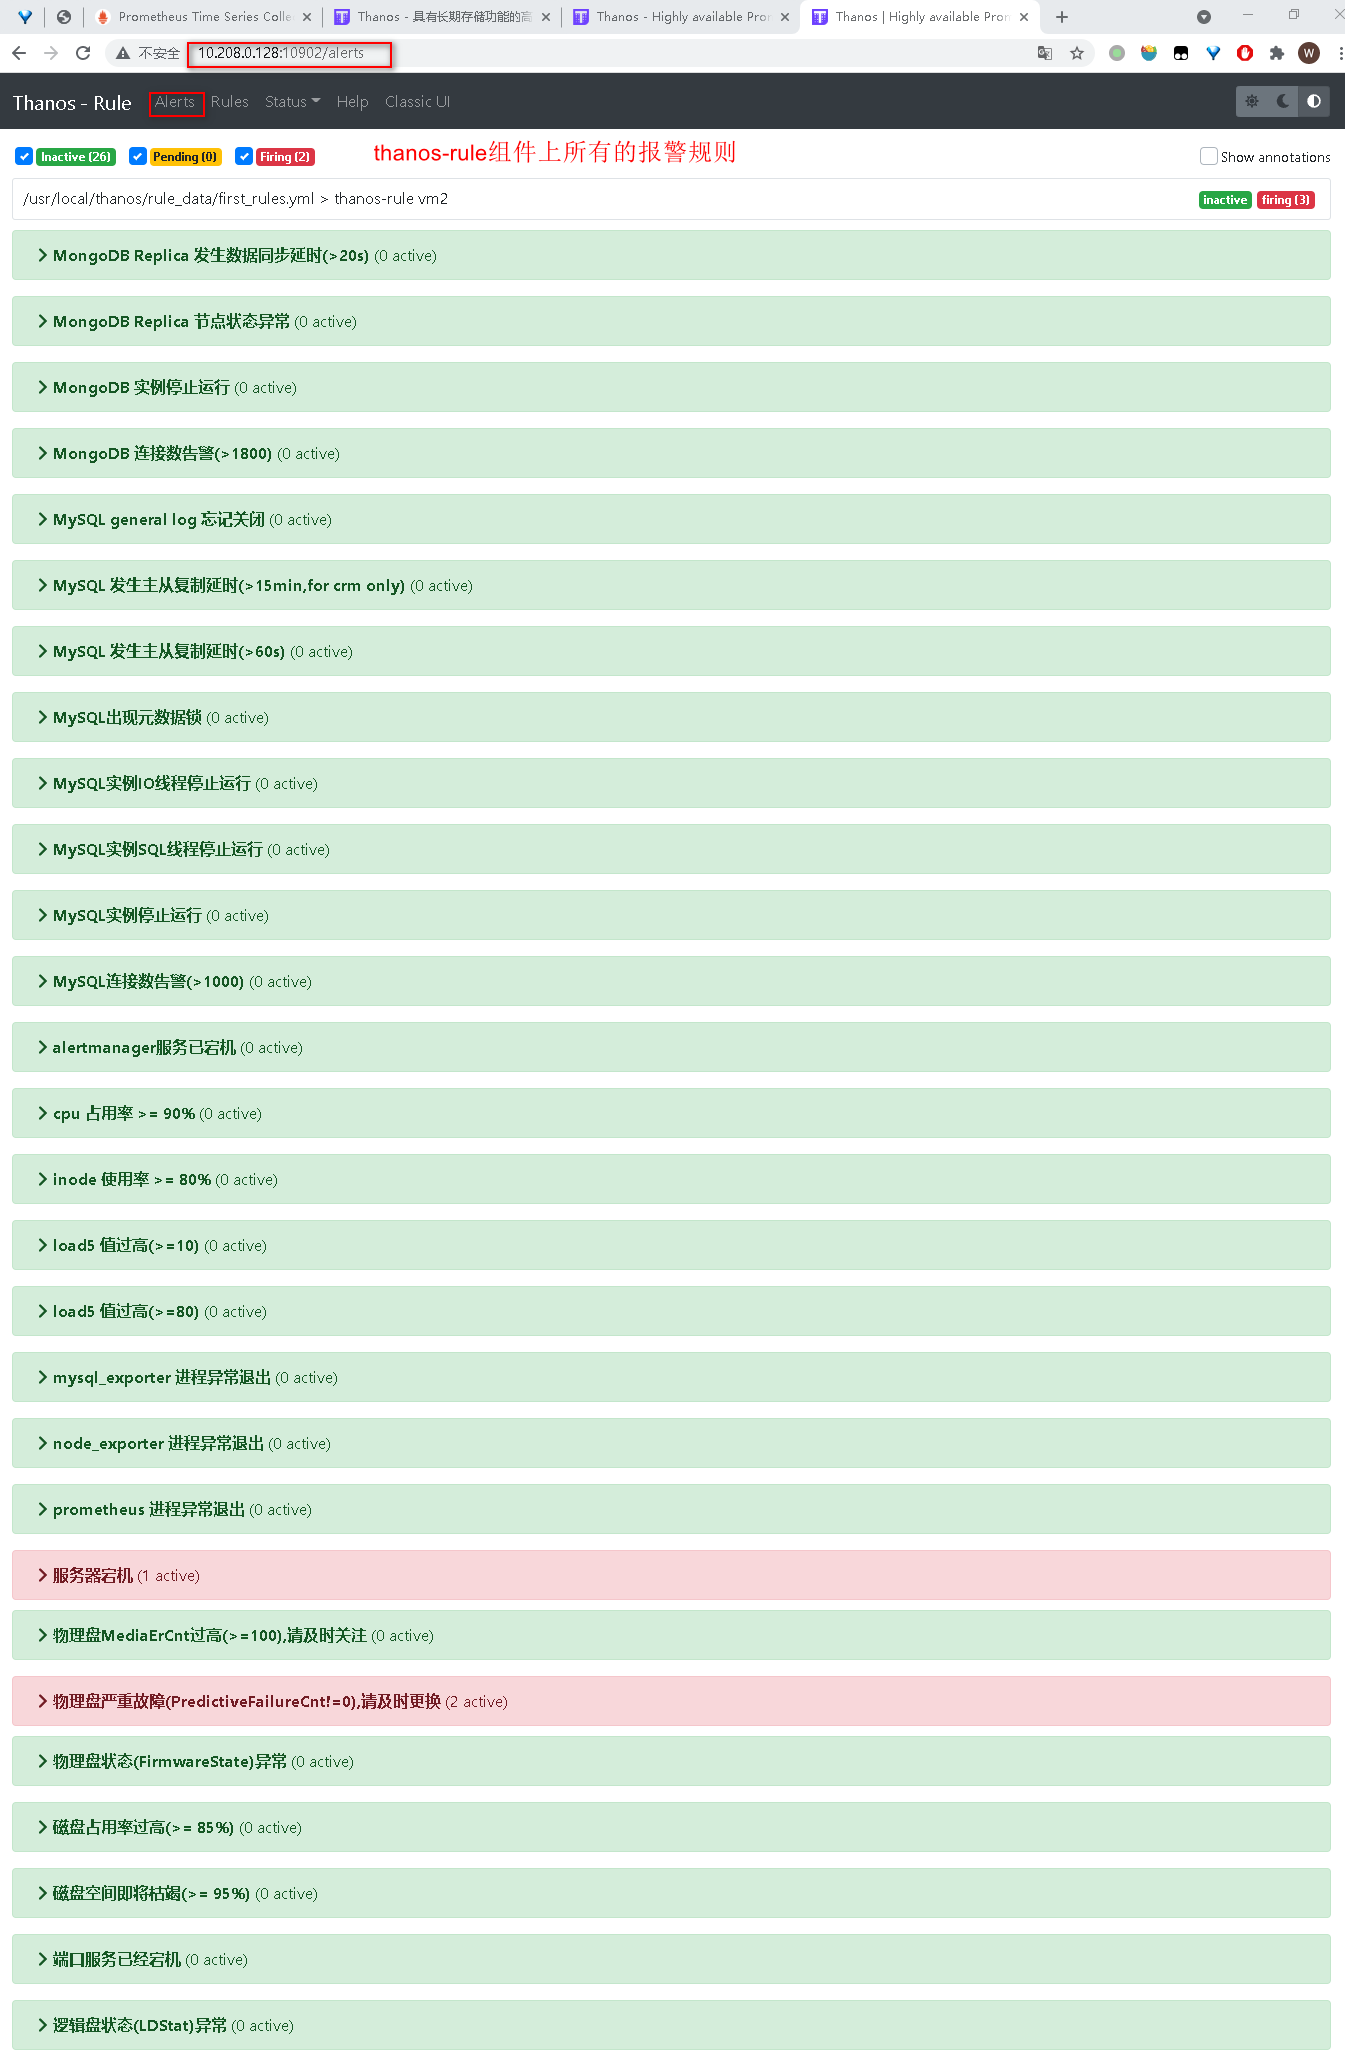 Prometheus Time Series Colle
Thanos - 具有长期存储功能的高
Thanos - Highly available Pro
Thanos | Highly available Pro
不安全 10.208.0.128:10902/alerts
W
Thanos - Rule Alerts Rules Status Help Classic UI
Inactive (26) Pending (0) Firing (2) thanos-rule组件上所有的报警规则 Show annotations
/usr/local/thanos/rule_data/first_rules.yml > thanos-rule vm2 inactive firing (3)
MongoDB Replica 发生数据同步延时(>20s) (0 active)
MongoDB Replica 节点状态异常 (0 active)
MongoDB 实例停止运行 (0 active)
MongoDB 连接数告警(>1800) (0 active)
MySQL general log 忘记关闭 (0 active)
MySQL 发生主从复制延时(>15min,for crm only) (0 active)
MySQL 发生主从复制延时(>60s) (0 active)
MySQL出现元数据锁 (0 active)
MySQL实例IO线程停止运行 (0 active)
MySQL实例SQL线程停止运行 (0 active)
MySQL实例停止运行 (0 active)
MySQL连接数告警(>1000) (0 active)
alertmanager服务已宕机 (0 active)
cpu 占用率 >= 90% (0 active)
inode 使用率 >= 80% (0 active)
load5 值过高(>=10) (0 active)
load5 值过高(>=80) (0 active)
mysql_exporter 进程异常退出 (0 active)
node_exporter 进程异常退出 (0 active)
prometheus 进程异常退出 (0 active)
服务器宕机 (1 active)
物理盘MediaErCnt过高(>=100),请及时关注 (0 active)
物理盘严重故障(PredictiveFailureCnt!=0),请及时更换 (2 active)
物理盘状态(FirmwareState)异常 (0 active)
磁盘占用率过高(>= 85%) (0 active)
磁盘空间即将枯竭(>= 95%) (0 active)
端口服务已经宕机 (0 active)
逻辑盘状态(LDStat)异常 (0 active)